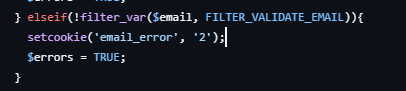 } elseif(!filter_var($email, FILTER_VALIDATE_EMAIL)){
setcookie('email_error', '2');
$errors = TRUE;
}